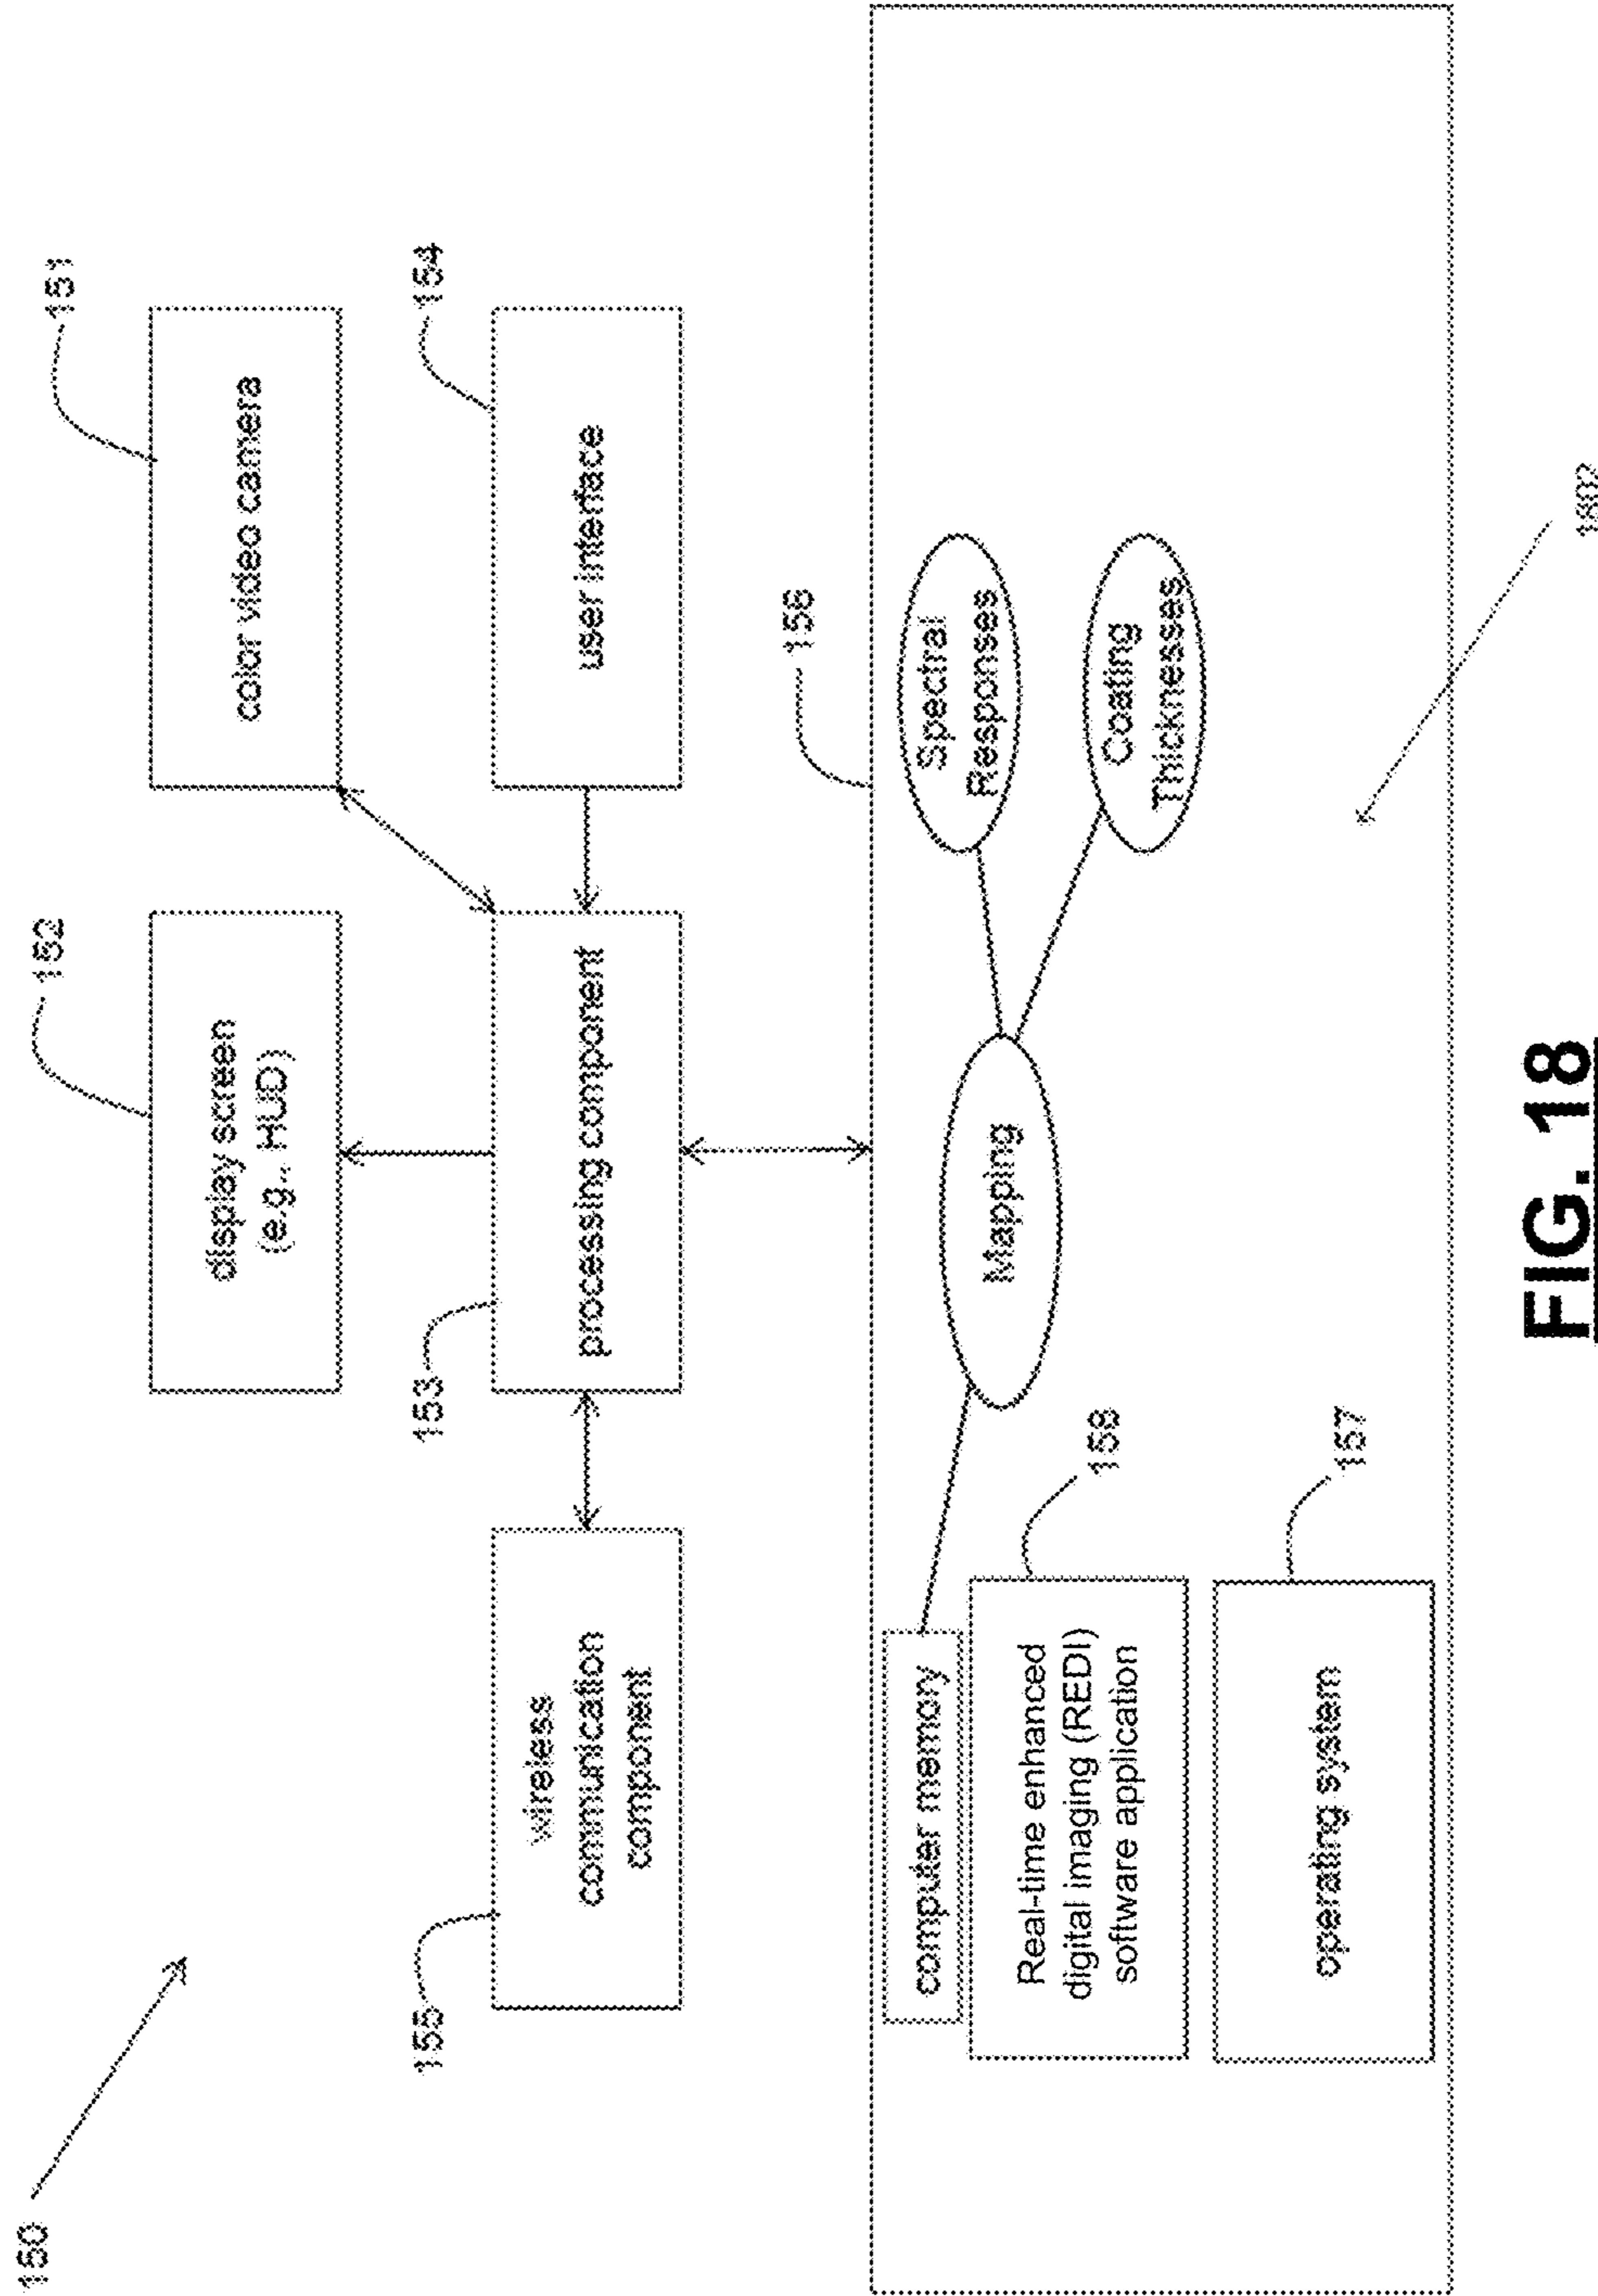 150
152
151
display screen
(e.g., HUD)
color video camera
155
153
154
wireless
communication
component
processing component
user interface
computer memory
Real-time enhanced
digital imaging (REDI)
software application
158
operating system
157
Mapping
Spectral
Responses
Coating
Thicknesses
FIG. 18